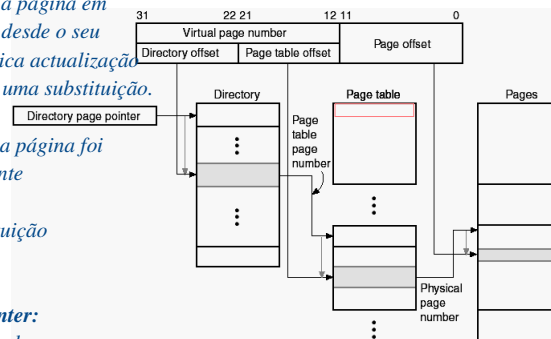 a página em
desde o seu
ica actualização
uma substituição.
a página foi
nte
uição
nter:
31 22 21 12 11 0
Virtual page number
Directory offset Page table offset
Page offset
Directory
Page table
Pages
Directory page pointer
Page
table
page
number
Physical
page
number